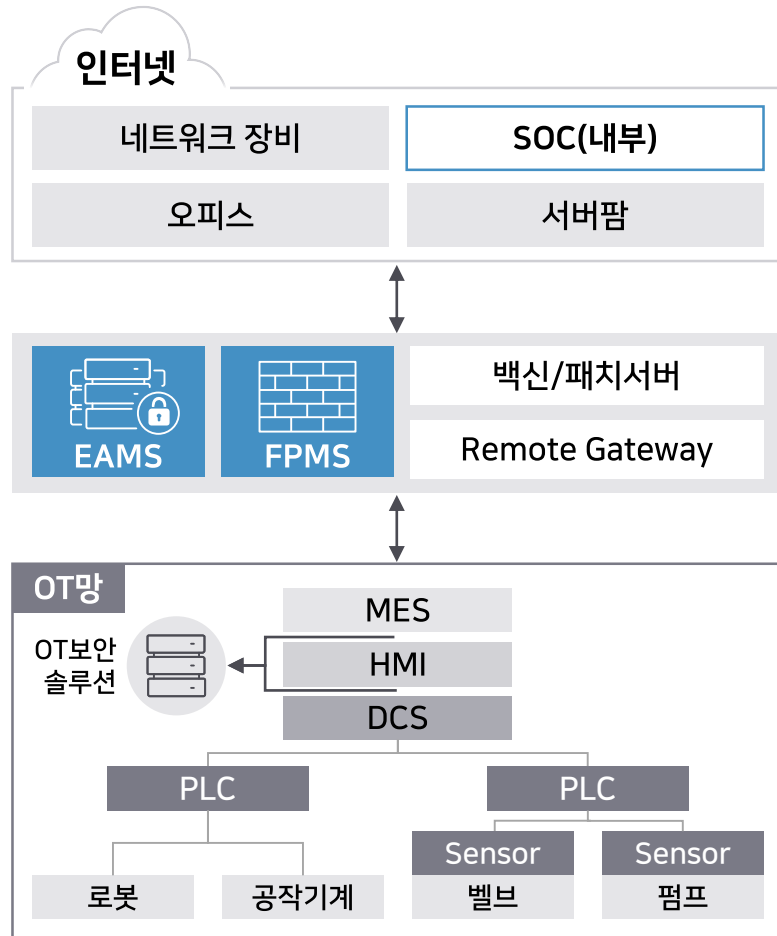 인터넷
네트워크 장비
SOC(내부)
오피스
서버팜
EAMS
FPMS
백신/패치서버
Remote Gateway
OT망
OT보안
솔루션
MES
HMI
DCS
PLC
PLC
Sensor
Sensor
로봇
공작기계
벨브
펌프